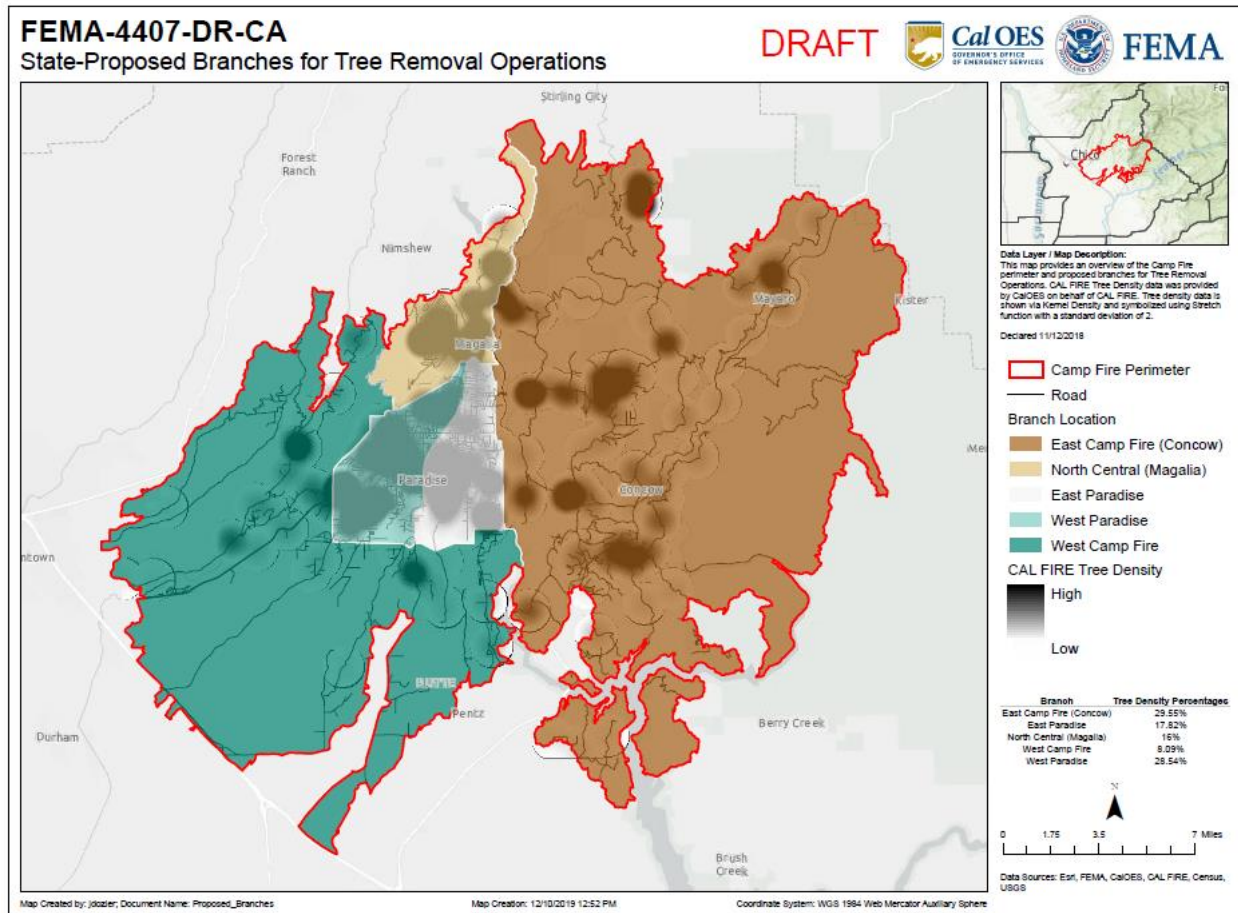 FEMA-4407-DR-CA
State-Proposed Branches for Tree Removal Operations
DRAFT
Cal OES
GOVERNOR'S OFFICE
OF EMERGENCY SERVICES
FEMA
Stirling City
Forest
Ranch
Nimshew
Magalia
Mayaro
Kister
Paradise
Concow
Pentz
Durham
Berry Creek
Brush
Creek
Chico
Data Layer / Map Description:
This map provides an overview of the Camp Fire
perimeter and proposed branches for Tree Removal
Operations. CAL FIRE Tree Density data was provided
by CalOES on behalf of CAL FIRE. Tree density data is
shown via Kernel Density and symbolized using Stretch
function with a standard deviation of 2.
Declared 11/12/2018
Camp Fire Perimeter
Road
Branch Location
East Camp Fire (Concow)
North Central (Magalia)
East Paradise
West Paradise
West Camp Fire
CAL FIRE Tree Density
High
Low
Branch Tree Density Percentages
East Camp Fire (Concow) 29.55%
East Paradise 17.82%
North Central (Magalia) 16%
West Camp Fire 8.09%
West Paradise 28.54%
N
0 1.75 3.5 7 Miles
Data Sources: Esri, FEMA, CalOES, CAL FIRE, Census,
USGS
Map Created by: jdozier; Document Name: Proposed_Branches
Map Creation: 12/10/2019 12:52 PM
Coordinate System: WGS 1984 Web Mercator Auxiliary Sphere